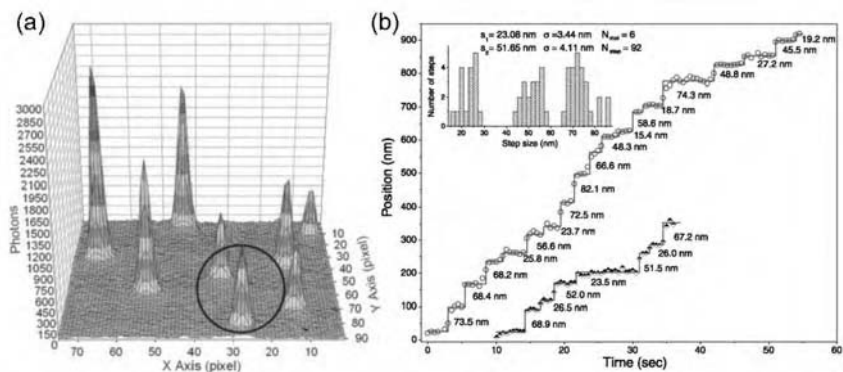 (a)
Photons
3000
2850
2700
2550
2400
2250
2100
1950
1800
1650
1500
1350
1200
1050
900
750
600
450
300
150
70 60 50 40 30 20 10
X Axis (pixel)
10
20
30
40
50
60
70
80
90
Y Axis (pixel)
(b)
Position (nm)
900
800
700
600
500
400
300
200
100
0
0 10 20 30 40 50 60
Time (sec)
s1 = 23.08 nm σ =3.44 nm Nmol = 6
s2 = 51.65 nm σ = 4.11 nm Nstep = 92
Number of steps
4
2
0
20 30 40 50 60 70 80
Step size (nm)
19.2 nm
45.5 nm
27.2 nm
48.8 nm
74.3 nm
18.7 nm
58.6 nm
15.4 nm
48.3 nm
66.6 nm
82.1 nm
72.5 nm
23.7 nm
56.6 nm
25.8 nm
68.2 nm
68.4 nm
73.5 nm
67.2 nm
26.0 nm
51.5 nm
23.5 nm
52.0 nm
26.5 nm
68.9 nm